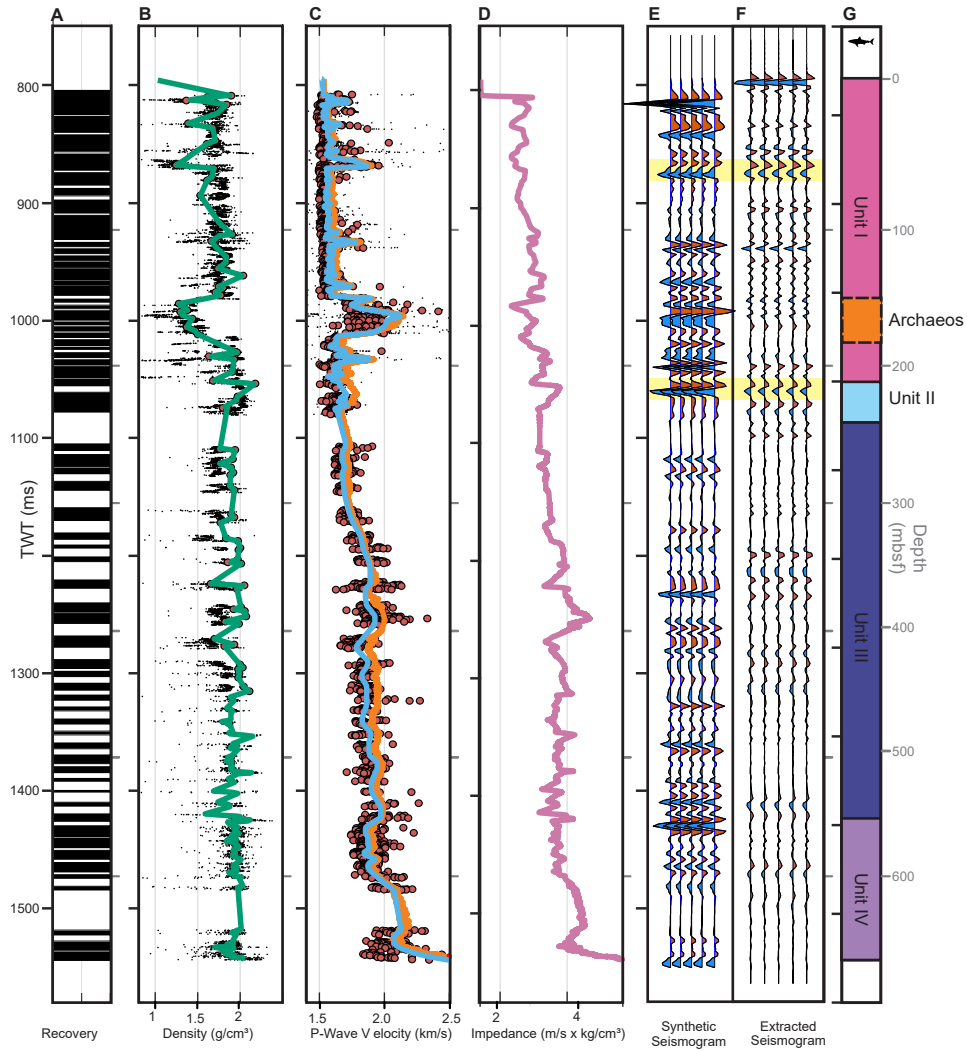 A B C D E F G
800
900
1000
1100
1200
1300
1400
1500
TWT (ms)
0
100
200
300
400
500
600
Depth
(mbsf)
Unit I
Archaeos
Unit II
Unit III
Unit IV
1 1.5 2
1.5 2.0 2.5
2 4
Recovery
Density (g/cm³)
P-Wave V elocity (km/s)
Impedance (m/s x kg/cm³)
Synthetic
Seismogram
Extracted
Seismogram